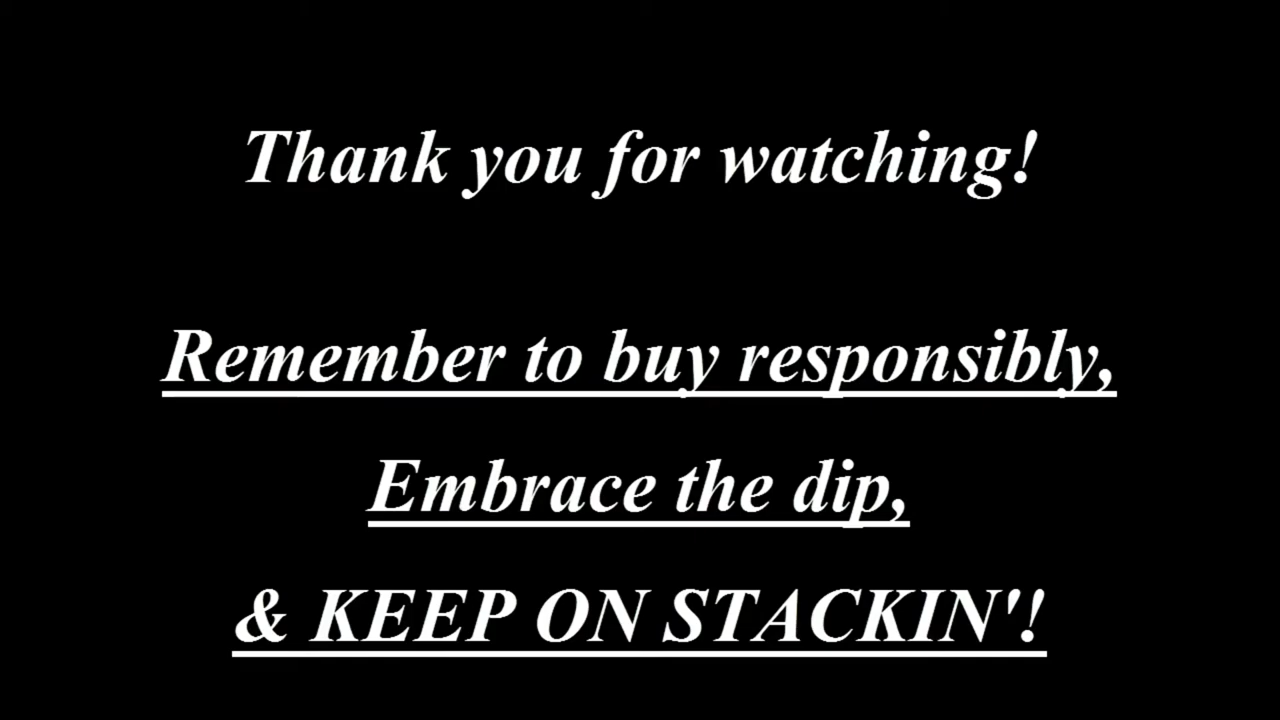 Thank you for watching!
Remember to buy responsibly,
Embrace the dip,
& KEEP ON STACKIN'!